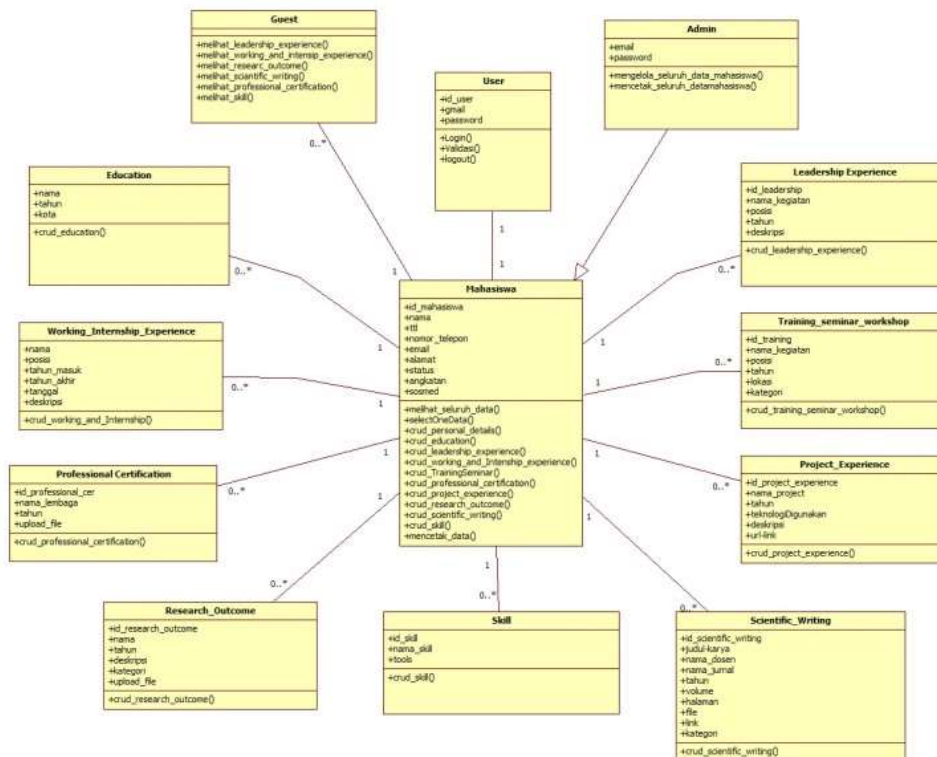 Guest
+melihat_leadership_experience()
+melihat_working_and_intensip_experience()
+melihat_researc_outcome()
+melihat_sciantific_writing()
+melihat_professional_certification()
+melihat_skill()
0..*
1
User
+id_user
+gmail
+password
+Login()
+Validasi()
+logout()
1
1
Admin
+email
+password
+mengelola_seluruh_data_mahasiswa()
+mencetak_seluruh_datamahasiswa()
Education
+nama
+tahun
+kota
+crud_education()
0..*
1
Leadership Experience
+id_leadership
+nama_kegiatan
+posisi
+tahun
+deskripsi
+crud_leadership_experience()
0..*
1
Mahasiswa
+id_mahasiswa
+nama
+ttl
+nomor_telepon
+email
+alamat
+status
+angkatan
+sosmed
+melihat_seluruh_data()
+selectOneData()
+crud_personal_details()
+crud_education()
+crud_leadership_experience()
+crud_working_and_Intenship_experience()
+crud_TrainingSeminar()
+crud_professional_certification()
+crud_project_experience()
+crud_research_outcome()
+crud_scientific_writing()
+crud_skill()
+mencetak_data()
Working_Internship_Experience
+nama
+posisi
+tahun_masuk
+tahun_akhir
+tanggal
+deskripsi
+crud_working_and_Internship()
0..*
1
Training_seminar_workshop
+id_training
+nama_kegiatan
+posisi
+tahun
+lokasi
+kategori
+crud_training_seminar_workshop()
0..*
1
Professional Certification
+id_professional_cer
+nama_lembaga
+tahun
+upload_file
+crud_professional_certification()
0..*
1
Project_Experience
+id_project_experience
+nama_project
+tahun
+teknologiDigunakan
+deskripsi
+url-link
+crud_project_experience()
0..*
1
Research_Outcome
+id_research_outcome
+nama
+tahun
+deskripsi
+kategori
+upload_file
+crud_research_outcome()
0..*
1
Skill
+id_skill
+nama_skill
+tools
+crud_skill()
0..*
1
Scientific_Writing
+id_scientific_writing
+judul-karya
+nama_dosen
+nama_jurnal
+tahun
+volume
+halaman
+file
+link
+kategori
+crud_scientific_writing()
0..*
1